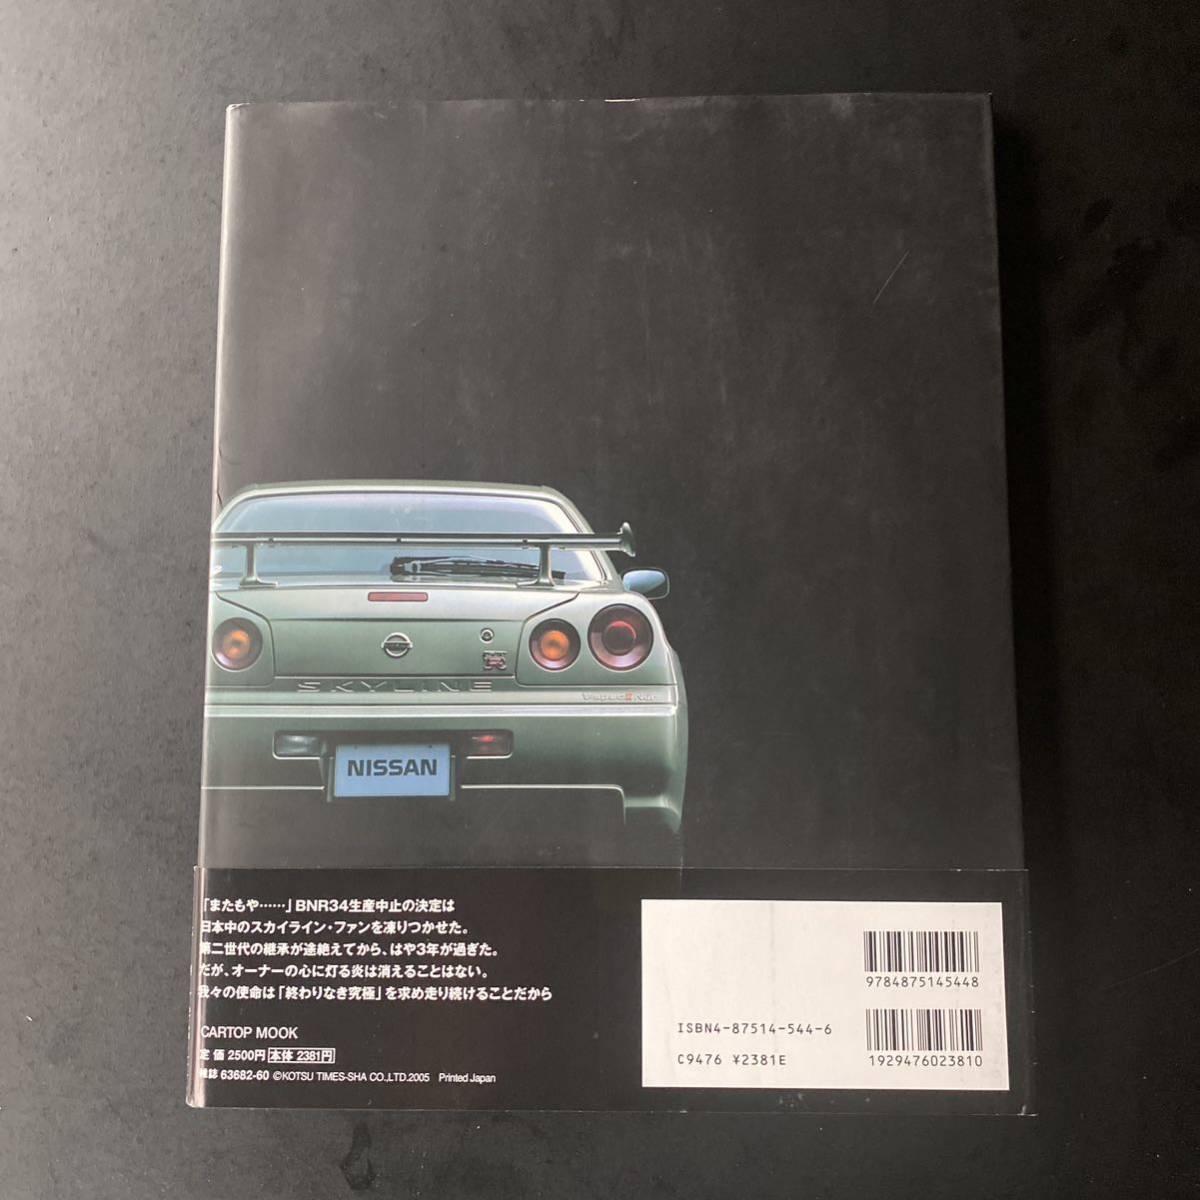 SKYLINE
NISSAN
「またもや……」BNR34生産中止の決定は
日本中のスカイライン・ファンを凍りつかせた。
第二世代の継承が途絶えてから、はや3年が過ぎた。
だが、オーナーの心に灯る炎は消えることはない。
我々の使命は「終わりなき究極」を求め走り続けることだから
CARTOP MOOK
定価 2500円 本体 2381円
雑誌 63682-60 ©KOTSU TIMES-SHA CO.,LTD.2005 Printed Japan
9784875145448
ISBN4-87514-544-6
C9476 ¥2381E
1929476023810